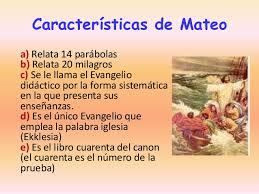 Características de Mateo
a) Relata 14 parábolas
b) Relata 20 milagros
c) Se le llama el Evangelio
didáctico por la forma sistemática
en la que presenta sus
enseñanzas.
d) Es el único Evangelio que
emplea la palabra iglesia
(Ekklesia)
e) Es el libro cuarenta del canon
(el cuarenta es el número de la
prueba)